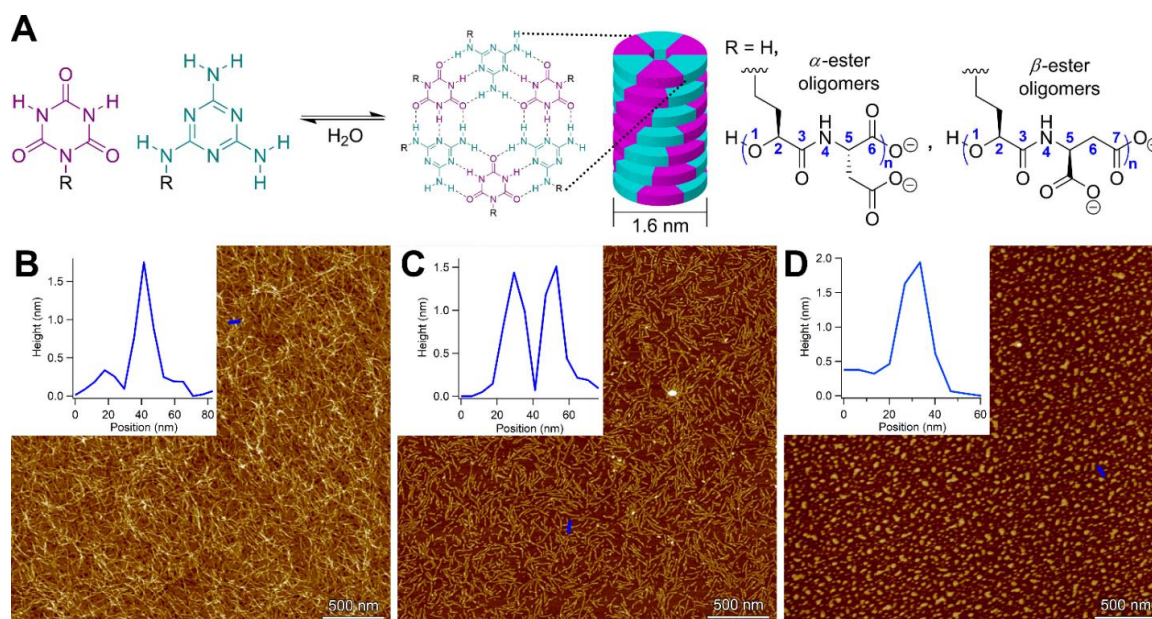 A
R = H,
α-ester
oligomers
β-ester
oligomers
O
H
N
N
H
O
N
O
R
H
N
H
N
N
H
N
N
N
H
R
H
H2O
R
1.6 nm
H
O
1
2
3
O
H
N
4
5
O
6
O
n
O
O
,
H
O
1
2
3
O
H
N
4
5
6
O
7
O
n
O
O
B
Height (nm)
1.5
1.0
0.5
0.0
0 20 40 60 80
Position (nm)
500 nm
C
Height (nm)
1.5
1.0
0.5
0.0
0 20 40 60
Position (nm)
500 nm
D
Height (nm)
2.0
1.5
1.0
0.5
0.0
0 20 40 60
Position (nm)
500 nm